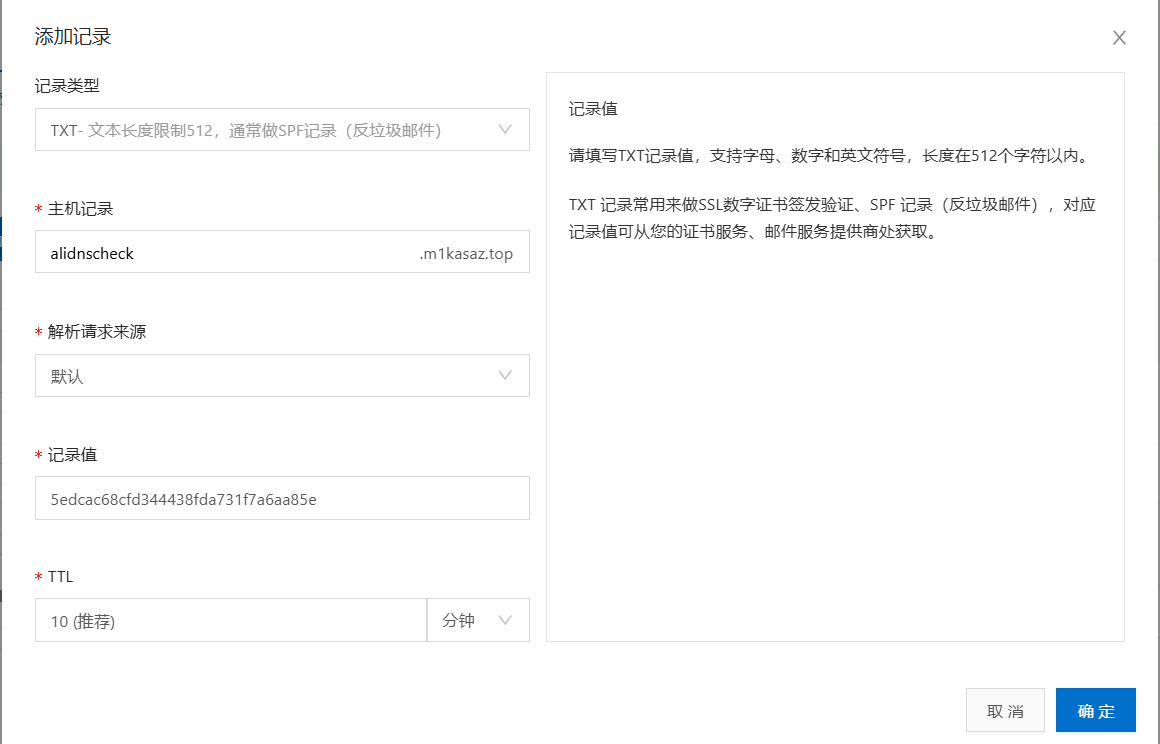 添加记录
记录类型
TXT- 文本长度限制512，通常做SPF记录（反垃圾邮件）
* 主机记录
alidnscheck .m1kasaz.top
* 解析请求来源
默认
* 记录值
5edcac68cfd344438fda731f7a6aa85e
* TTL
10 (推荐) 分钟
记录值
请填写TXT记录值，支持字母、数字和英文符号，长度在512个字符以内。
TXT 记录常用来做SSL数字证书签发验证、SPF 记录（反垃圾邮件），对应
记录值可从您的证书服务、邮件服务提供商处获取。
取 消 确 定